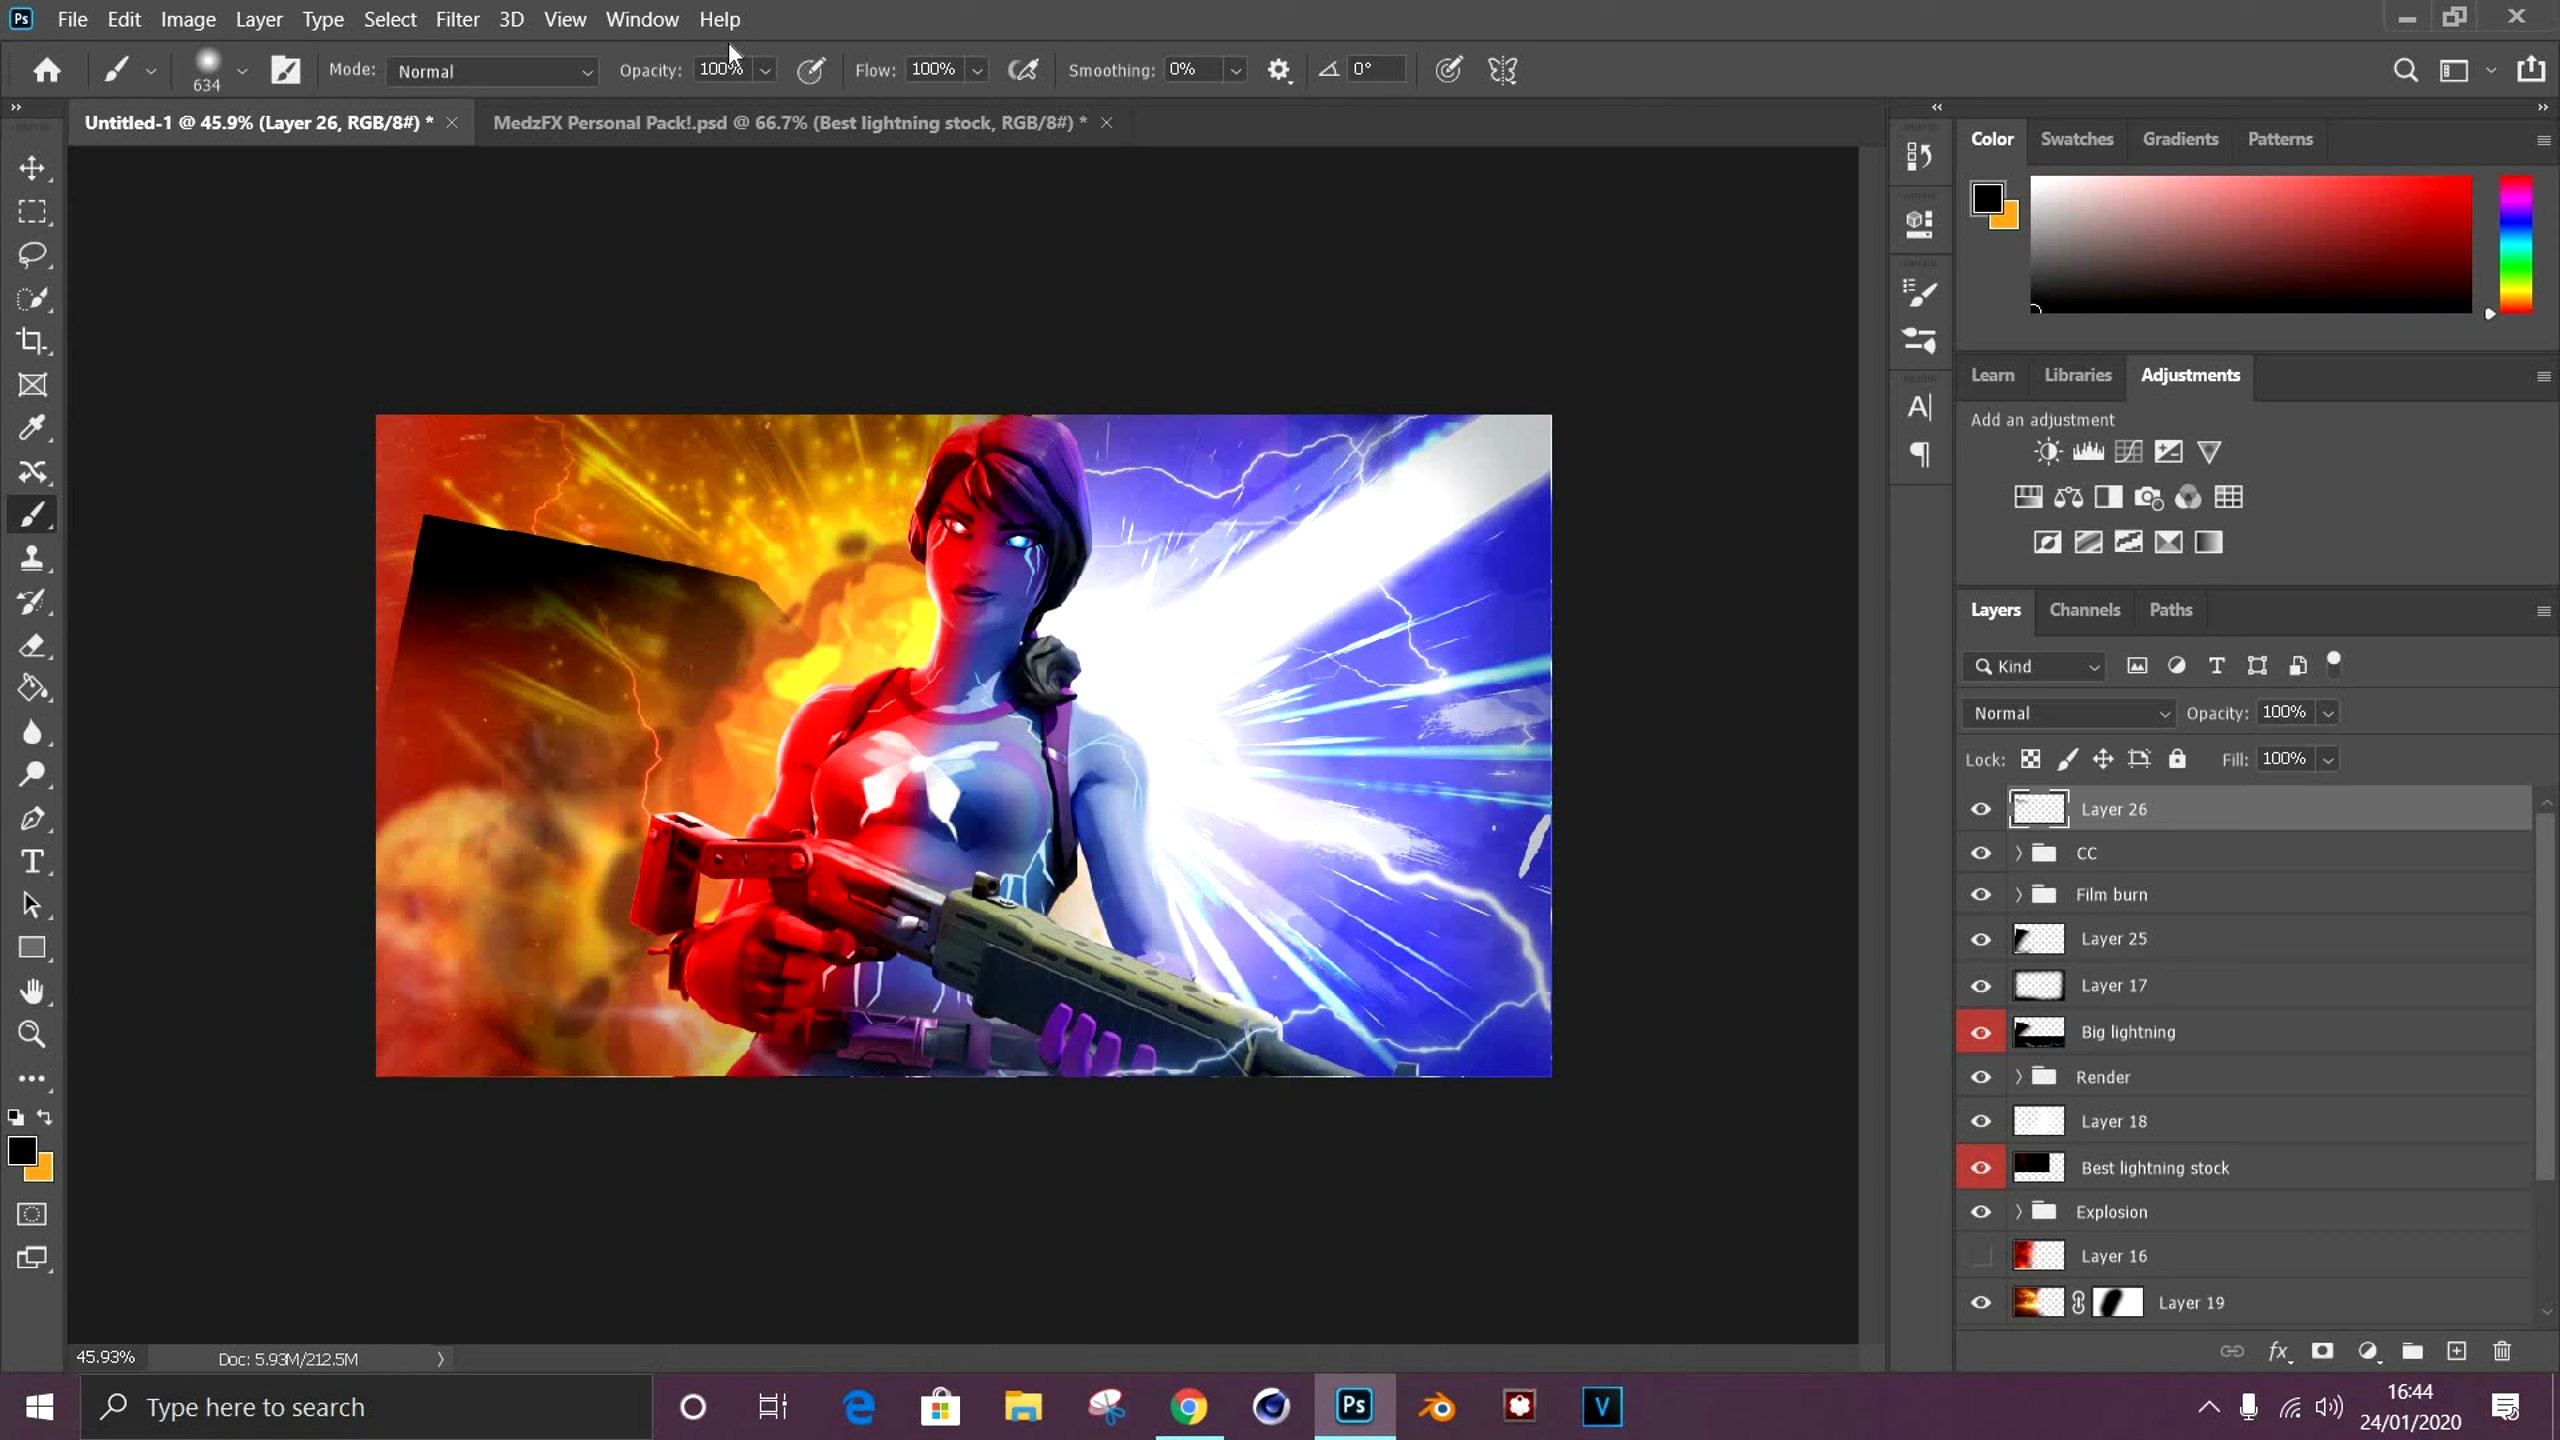 Ps File Edit Image Layer Type Select Filter 3D View Window Help
634 Mode: Normal Opacity: 100% Flow: 100% Smoothing: 0% 0°
Untitled-1 @ 45.9% (Layer 26, RGB/8#) * MedzFX Personal Pack!.psd @ 66.7% (Best lightning stock, RGB/8#) *
Color Swatches Gradients Patterns
Learn Libraries Adjustments
Add an adjustment
Layers Channels Paths
Kind
Normal Opacity: 100%
Lock: Fill: 100%
Layer 26
CC
Film burn
Layer 25
Layer 17
Big lightning
Render
Layer 18
Best lightning stock
Explosion
Layer 16
Layer 19
45.93% Doc: 5.93M/212.5M
Type here to search
Ps
V
16:44
24/01/2020